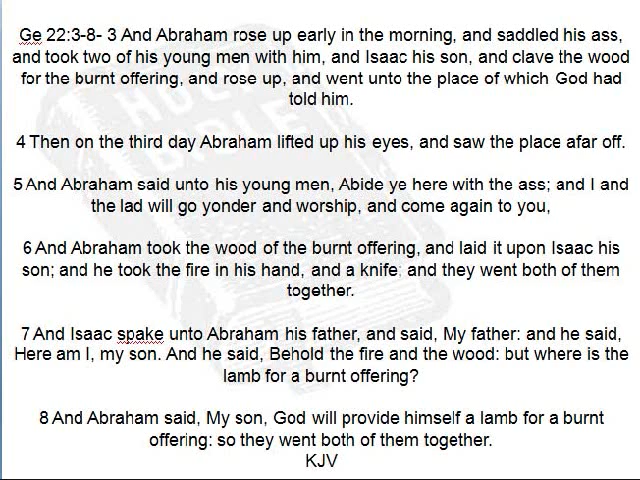 Ge 22:3-8- 3 And Abraham rose up early in the morning, and saddled his ass,
and took two of his young men with him, and Isaac his son, and clave the wood
for the burnt offering, and rose up, and went unto the place of which God had
told him.
4 Then on the third day Abraham lifted up his eyes, and saw the place afar off.
5 And Abraham said unto his young men, Abide ye here with the ass; and I and
the lad will go yonder and worship, and come again to you,
6 And Abraham took the wood of the burnt offering, and laid it upon Isaac his
son; and he took the fire in his hand, and a knife; and they went both of them
together.
7 And Isaac spake unto Abraham his father, and said, My father: and he said,
Here am I, my son. And he said, Behold the fire and the wood: but where is the
lamb for a burnt offering?
8 And Abraham said, My son, God will provide himself a lamb for a burnt
offering: so they went both of them together.
KJV
HOLY
BIBLE